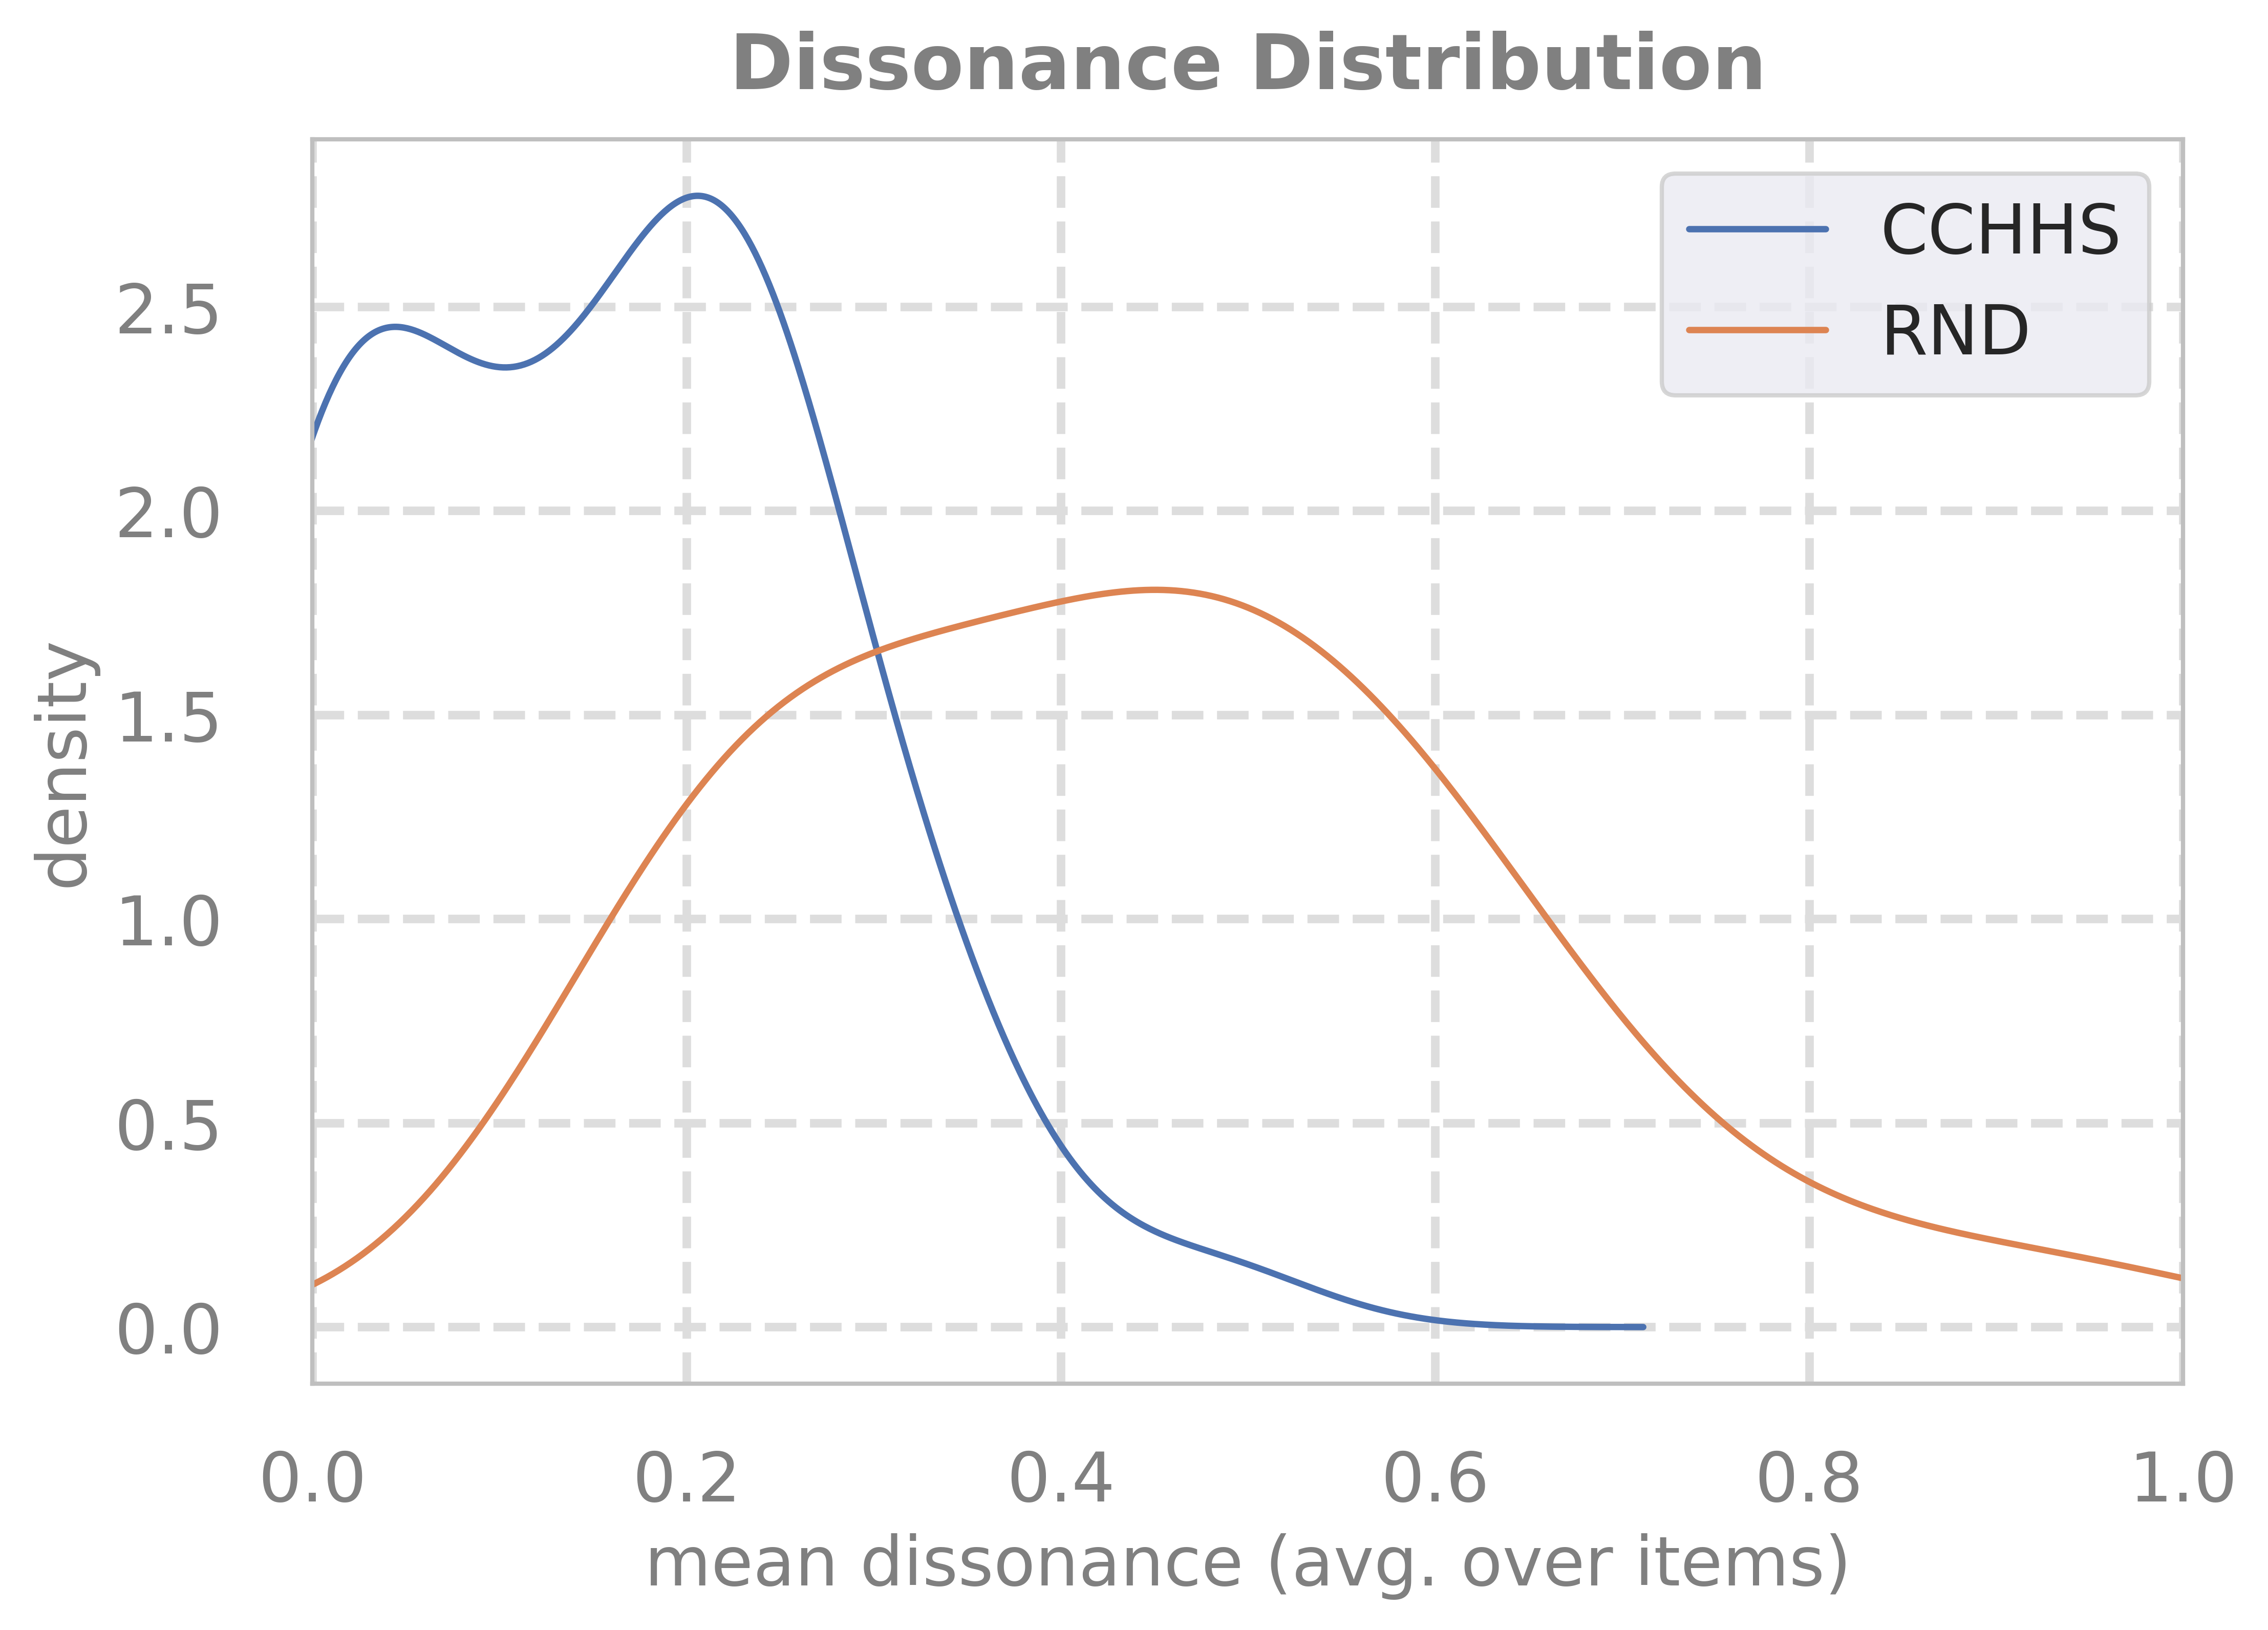 Dissonance Distribution
CCHHS
RND
density
2.5
2.0
1.5
1.0
0.5
0.0
0.0 0.2 0.4 0.6 0.8 1.0
mean dissonance (avg. over items)